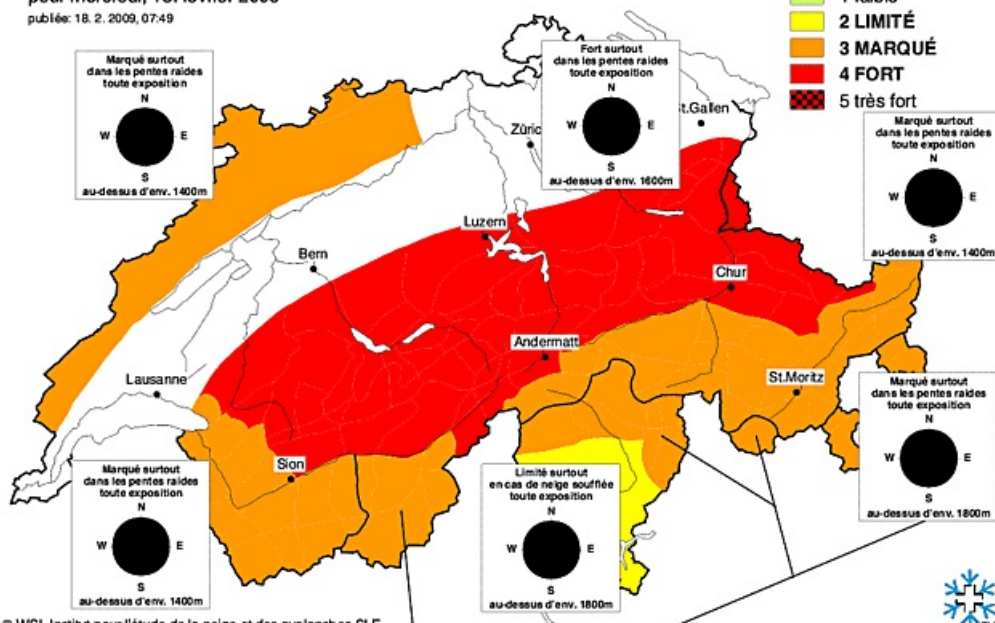 publiée: 18. 2. 2009, 07:49
2 LIMITÉ
3 MARQUÉ
4 FORT
5 très fort
Marqué surtout
dans les pentes raides
toute exposition
N
W E
S
au-dessus d'env. 1400m
Fort surtout
dans les pentes raides
toute exposition
N
W E
S
au-dessus d'env. 1600m
Marqué surtout
dans les pentes raides
toute exposition
N
W E
S
au-dessus d'env. 1400m
St.Gallen
Züric
Luzern
Bern
Chur
Andermatt
Lausanne
St.Moritz
Sion
Marqué surtout
dans les pentes raides
toute exposition
N
W E
S
au-dessus d'env. 1800m
Marqué surtout
dans les pentes raides
toute exposition
N
W E
S
au-dessus d'env. 1400m
Limité surtout
en cas de neige soufflée
toute exposition
N
W E
S
au-dessus d'env. 1800m